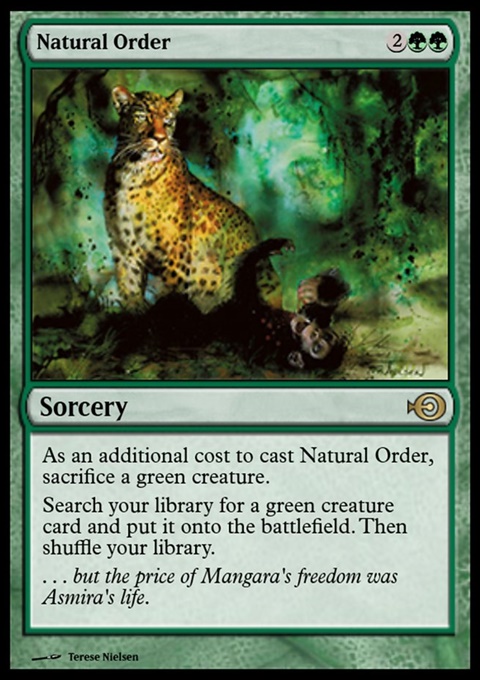 Natural Order
2
Sorcery
As an additional cost to cast Natural Order,
sacrifice a green creature.
Search your library for a green creature
card and put it onto the battlefield. Then
shuffle your library.
. . . but the price of Mangara's freedom was
Asmira's life.
Terese Nielsen